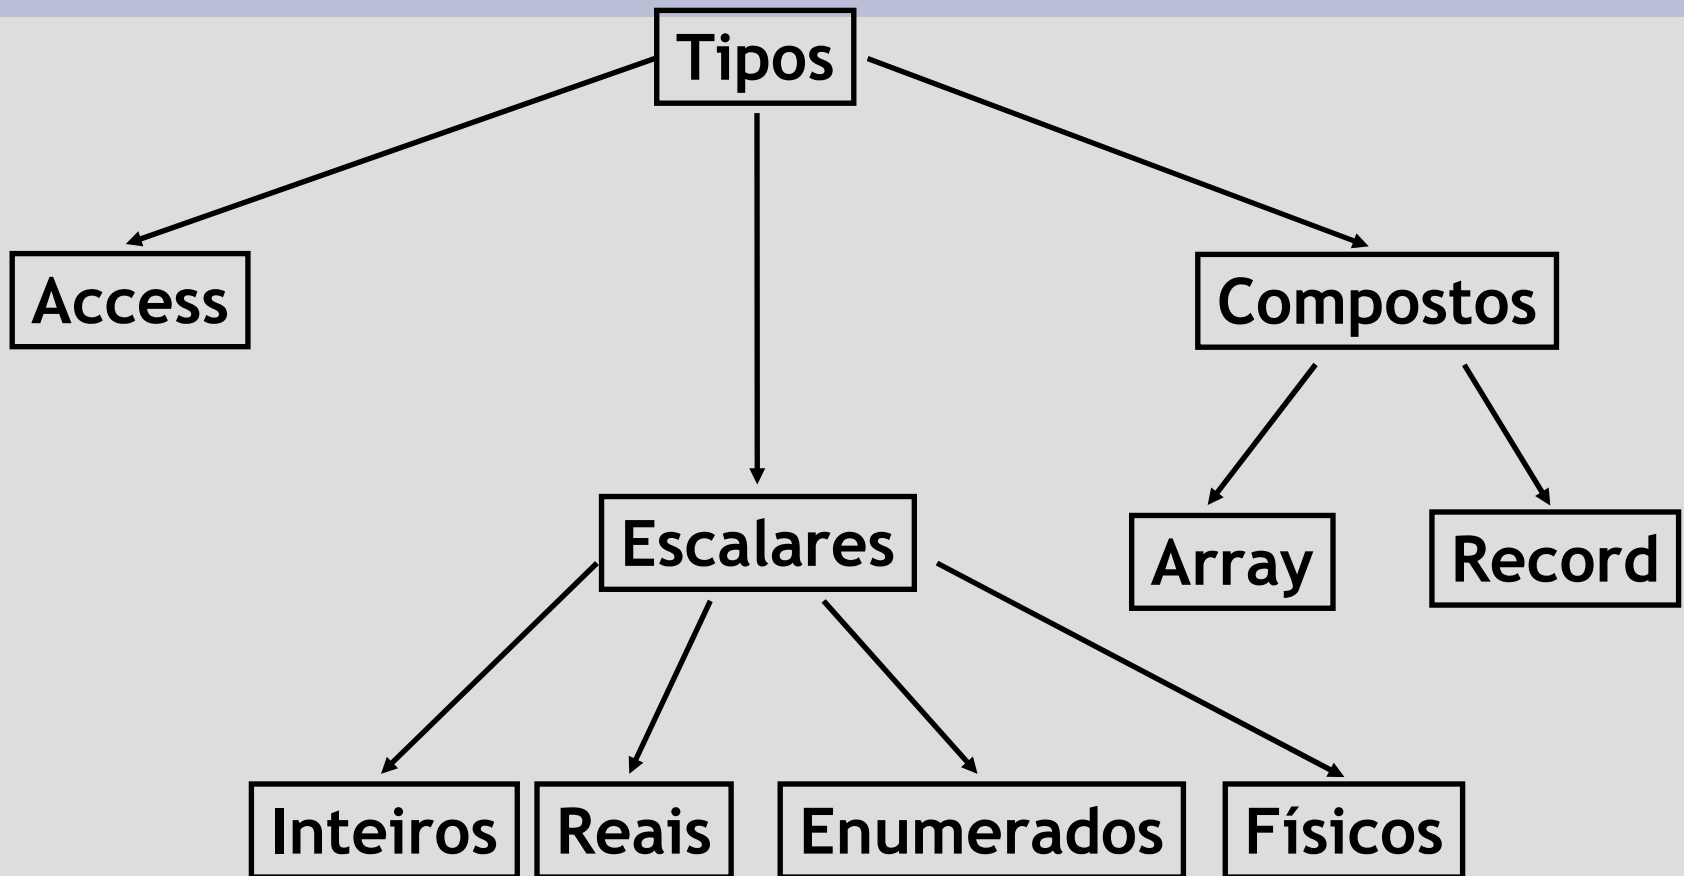 Tipos
Access
Compostos
Escalares
Array
Record
Inteiros
Reais
Enumerados
Físicos